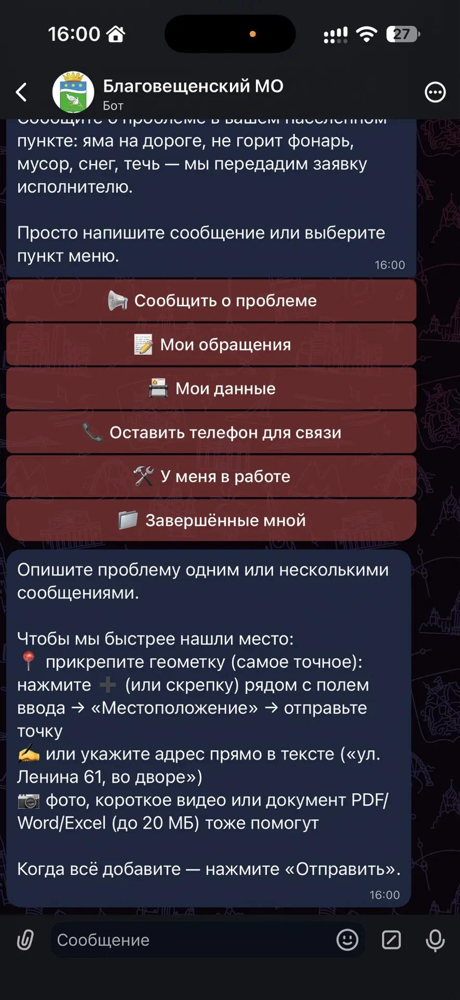 16:00
27
Благовещенский МО
Бот
Сообщите о проблеме в вашем населённом
пункте: яма на дороге, не горит фонарь,
мусор, снег, течь — мы передадим заявку
исполнителю.
Просто напишите сообщение или выберите
пункт меню.
16:00
Сообщить о проблеме
Мои обращения
Мои данные
Оставить телефон для связи
У меня в работе
Завершённые мной
Опишите проблему одним или несколькими
сообщениями.
Чтобы мы быстрее нашли место:
📍 прикрепите геометку (самое точное):
нажмите ➕ (или скрепку) рядом с полем
ввода → «Местоположение» → отправьте
точку
✍️ или укажите адрес прямо в тексте («ул.
Ленина 61, во дворе»)
📷 фото, короткое видео или документ PDF/
Word/Excel (до 20 МБ) тоже помогут
Когда всё добавите — нажмите «Отправить».
16:00
Сообщение